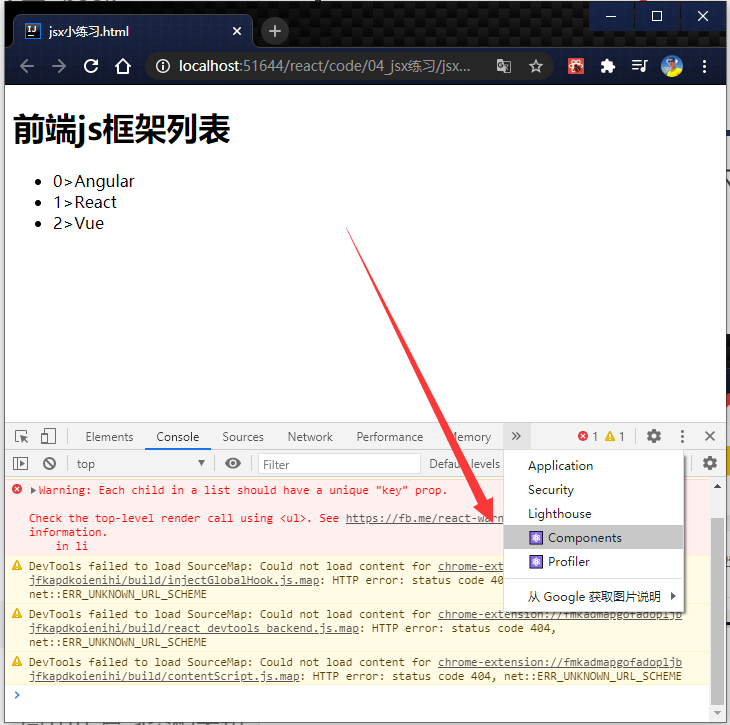 jsx小练习.html
localhost:51644/react/code/04_jsx练习/jsx...
前端js框架列表
0>Angular
1>React
2>Vue
Elements Console Sources Network Performance Memory » 1 1
top Filter Default levels
Application
Security
Lighthouse
Components
Profiler
从 Google 获取图片说明
Warning: Each child in a list should have a unique "key" prop.
Check the top-level render call using <ul>. See https://fb.me/react-warn
information.
in li
DevTools failed to load SourceMap: Could not load content for chrome-ext
jfkapdkoienihi/build/injectGlobalHook.js.map: HTTP error: status code 40
net::ERR_UNKNOWN_URL_SCHEME
DevTools failed to load SourceMap: Could not load content for chrome-extension://fmkadmapgofadopljb
jfkapdkoienihi/build/react_devtools_backend.js.map: HTTP error: status code 404,
net::ERR_UNKNOWN_URL_SCHEME
DevTools failed to load SourceMap: Could not load content for chrome-extension://fmkadmapgofadopljb
jfkapdkoienihi/build/contentScript.js.map: HTTP error: status code 404, net::ERR_UNKNOWN_URL_SCHEME